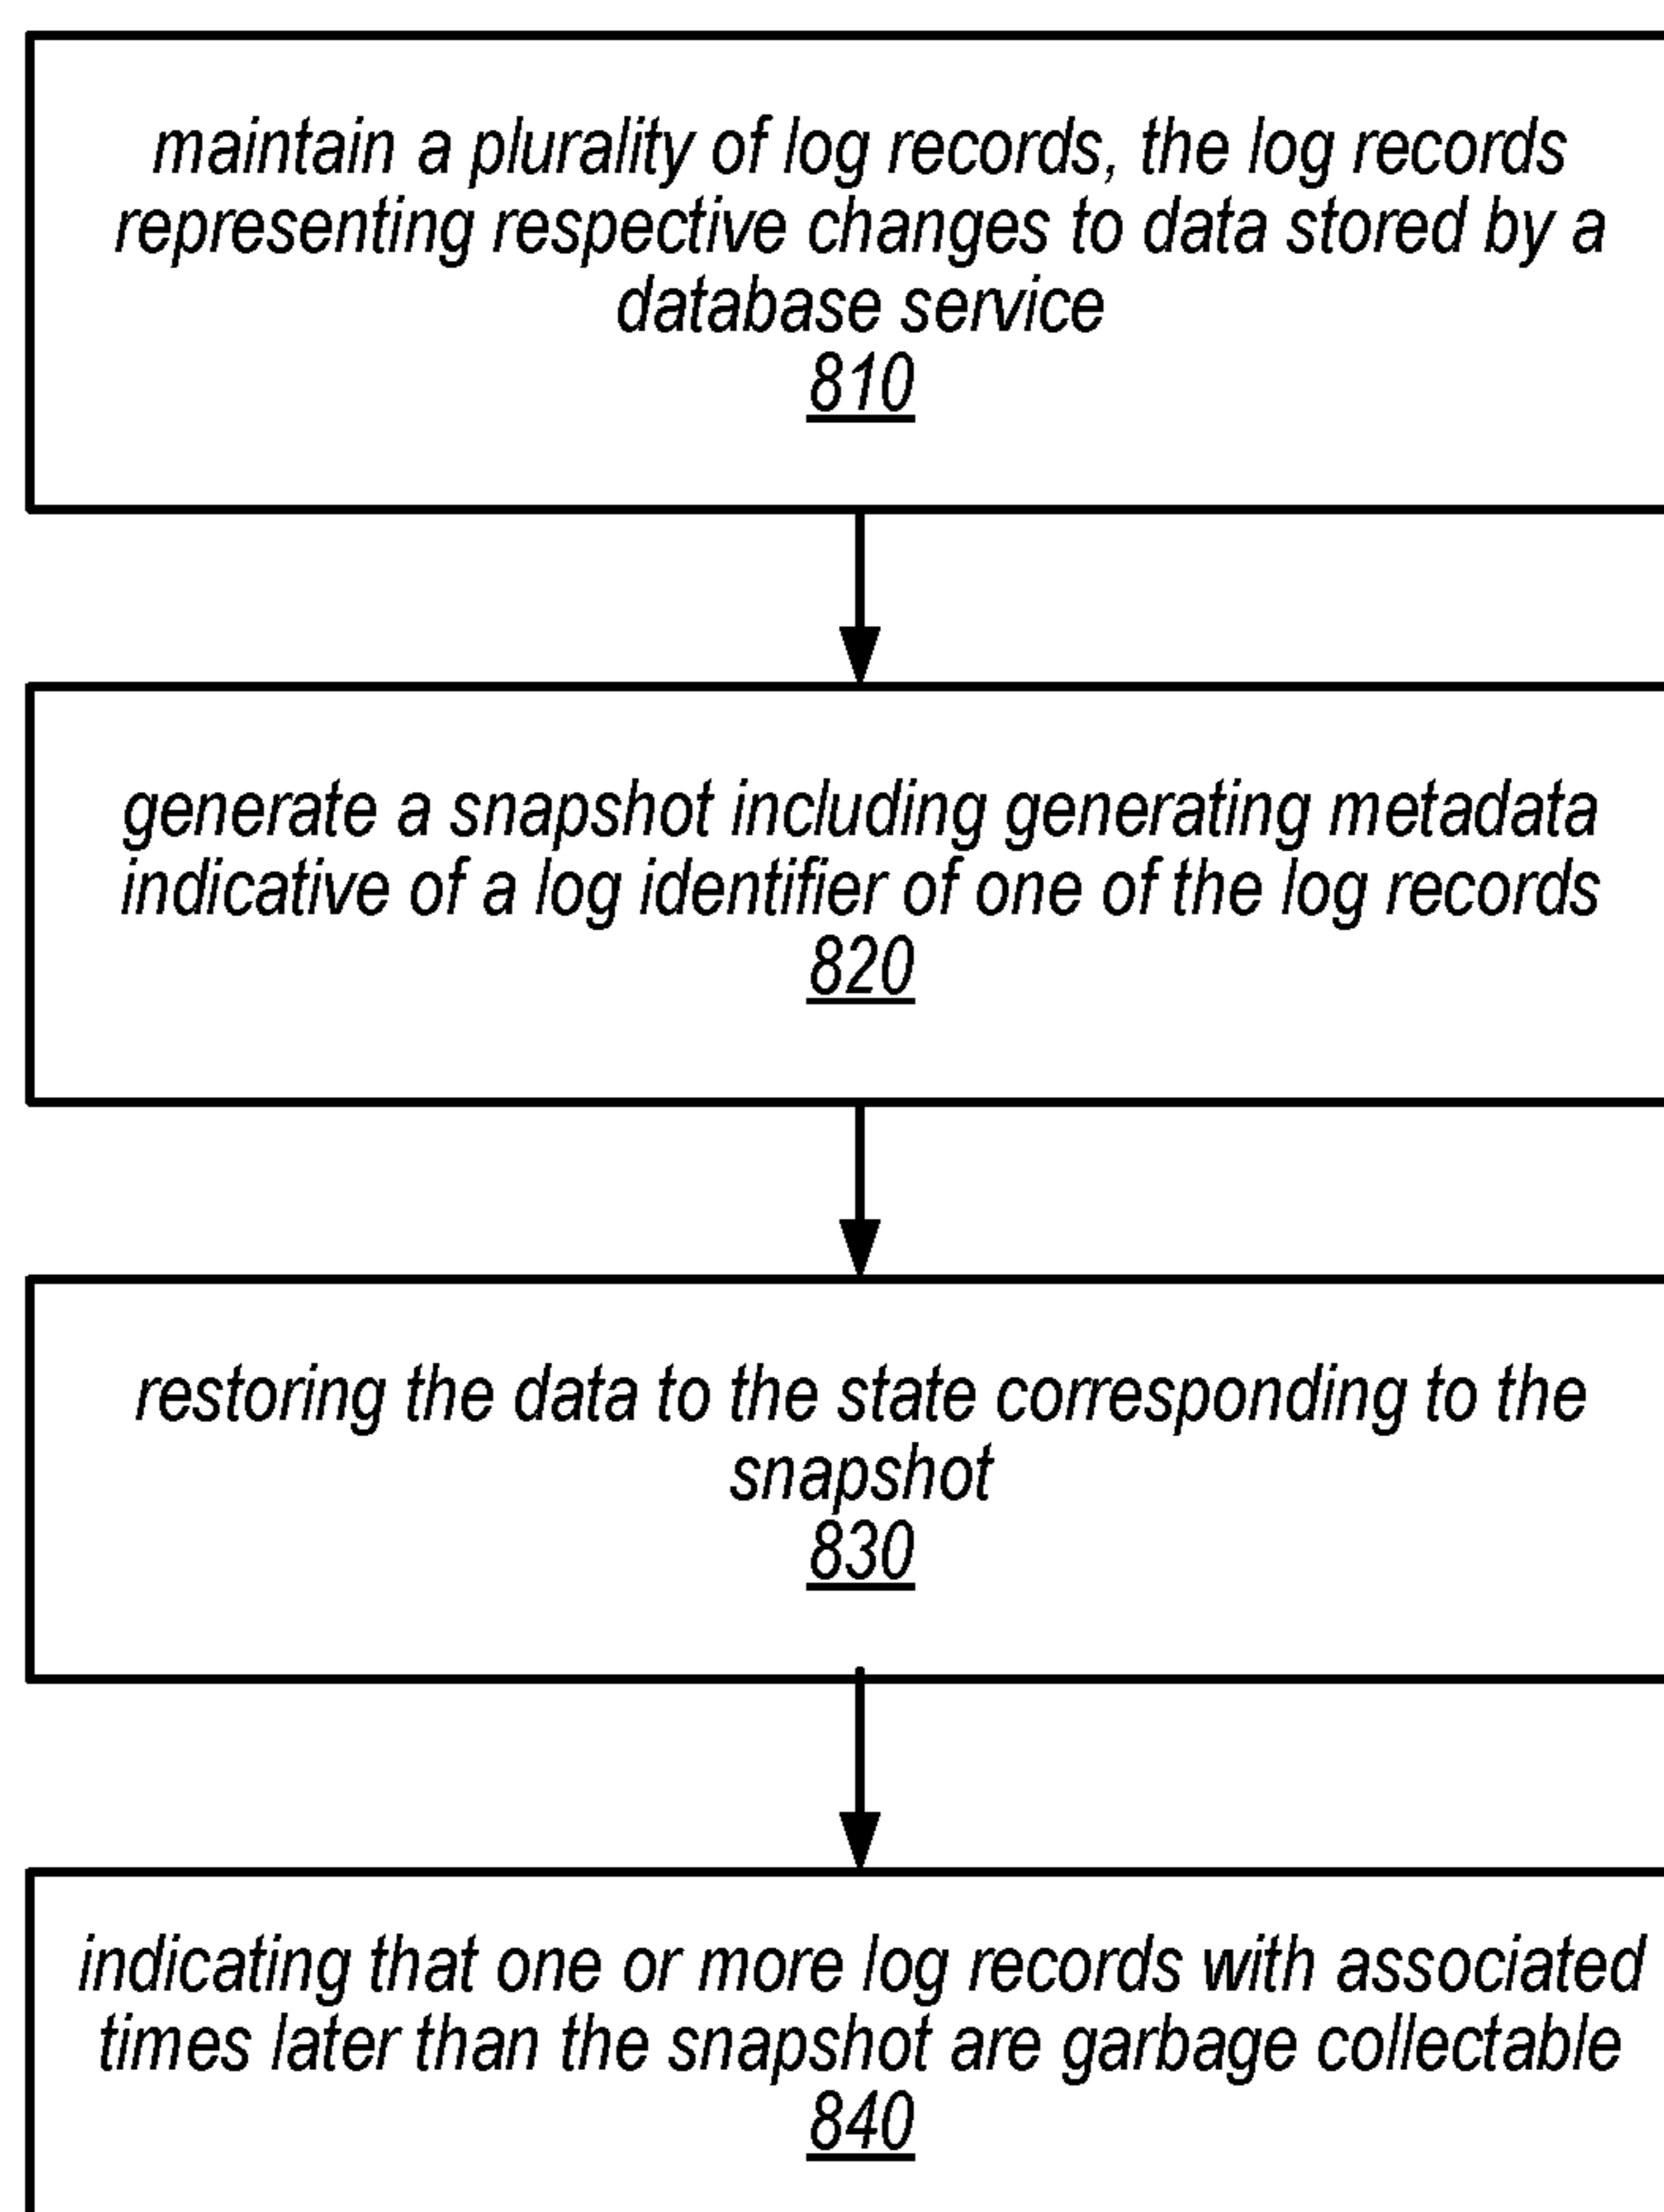 maintain a plurality of log records, the log records
representing respective changes to data stored by a
database service
810
generate a snapshot including generating metadata
indicative of a log identifier of one of the log records
820
restoring the data to the state corresponding to the
snapshot
830
indicating that one or more log records with associated
times later than the snapshot are garbage collectable
840